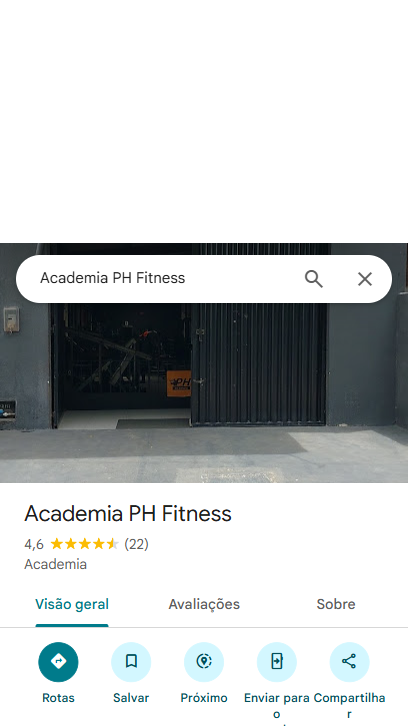 Academia PH Fitness
PH
Academia PH Fitness
4,6 (22)
Academia
Visão geral Avaliações Sobre
Rotas Salvar Próximo Enviar para Compartilha
o r